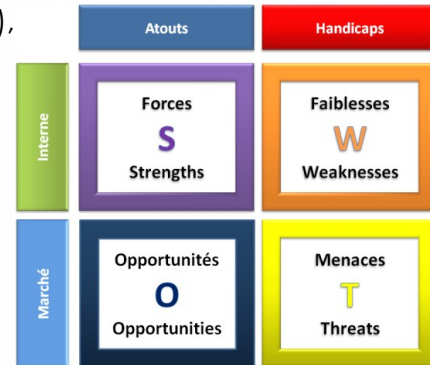 ),
Atouts
Handicaps
Interne
Forces
S
Strengths
Faiblesses
W
Weaknesses
Marché
Opportunités
O
Opportunities
Menaces
T
Threats